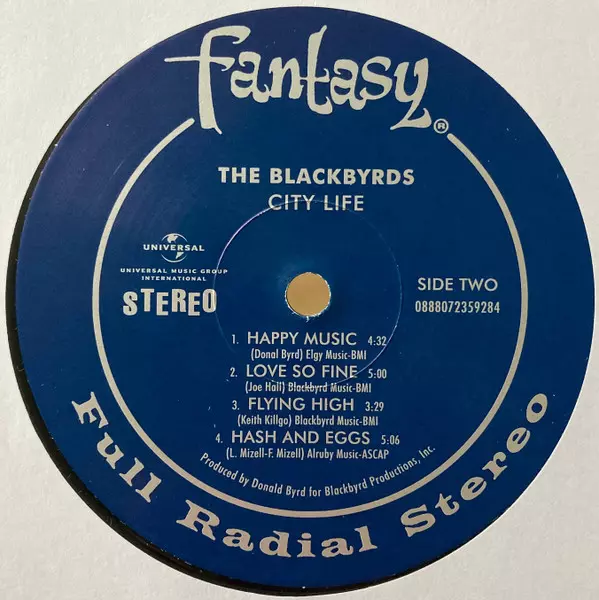 fantasy®
THE BLACKBYRDS
CITY LIFE
UNIVERSAL
UNIVERSAL MUSIC GROUP
INTERNATIONAL
STEREO
SIDE TWO
0888072359284
1. HAPPY MUSIC 4:32
(Donal Byrd) Elgy Music-BMI
2. LOVE SO FINE 5:00
(Joe Hall) Blackbyrd Music-BMI
3. FLYING HIGH 3:29
(Keith Killgo) Blackbyrd Music-BMI
4. HASH AND EGGS 5:06
(L. Mizell-F. Mizell) Alruby Music-ASCAP
Produced by Donald Byrd for Blackbyrd Productions, Inc.
Full Radial Stereo